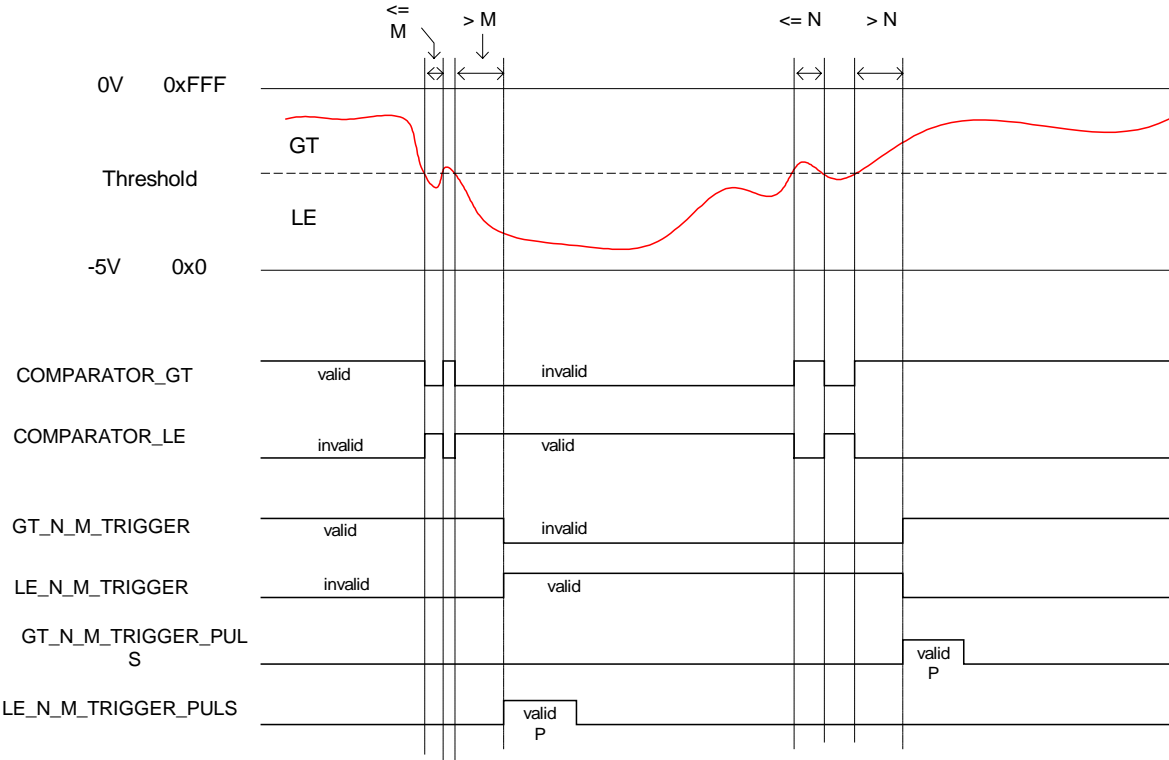 <=
M
> M
<= N
> N
0V 0xFFF
GT
Threshold
LE
-5V 0x0
COMPARATOR_GT
valid
invalid
COMPARATOR_LE
invalid
valid
GT_N_M_TRIGGER
valid
invalid
LE_N_M_TRIGGER
invalid
valid
GT_N_M_TRIGGER_PUL
S
valid
P
LE_N_M_TRIGGER_PULS
valid
P